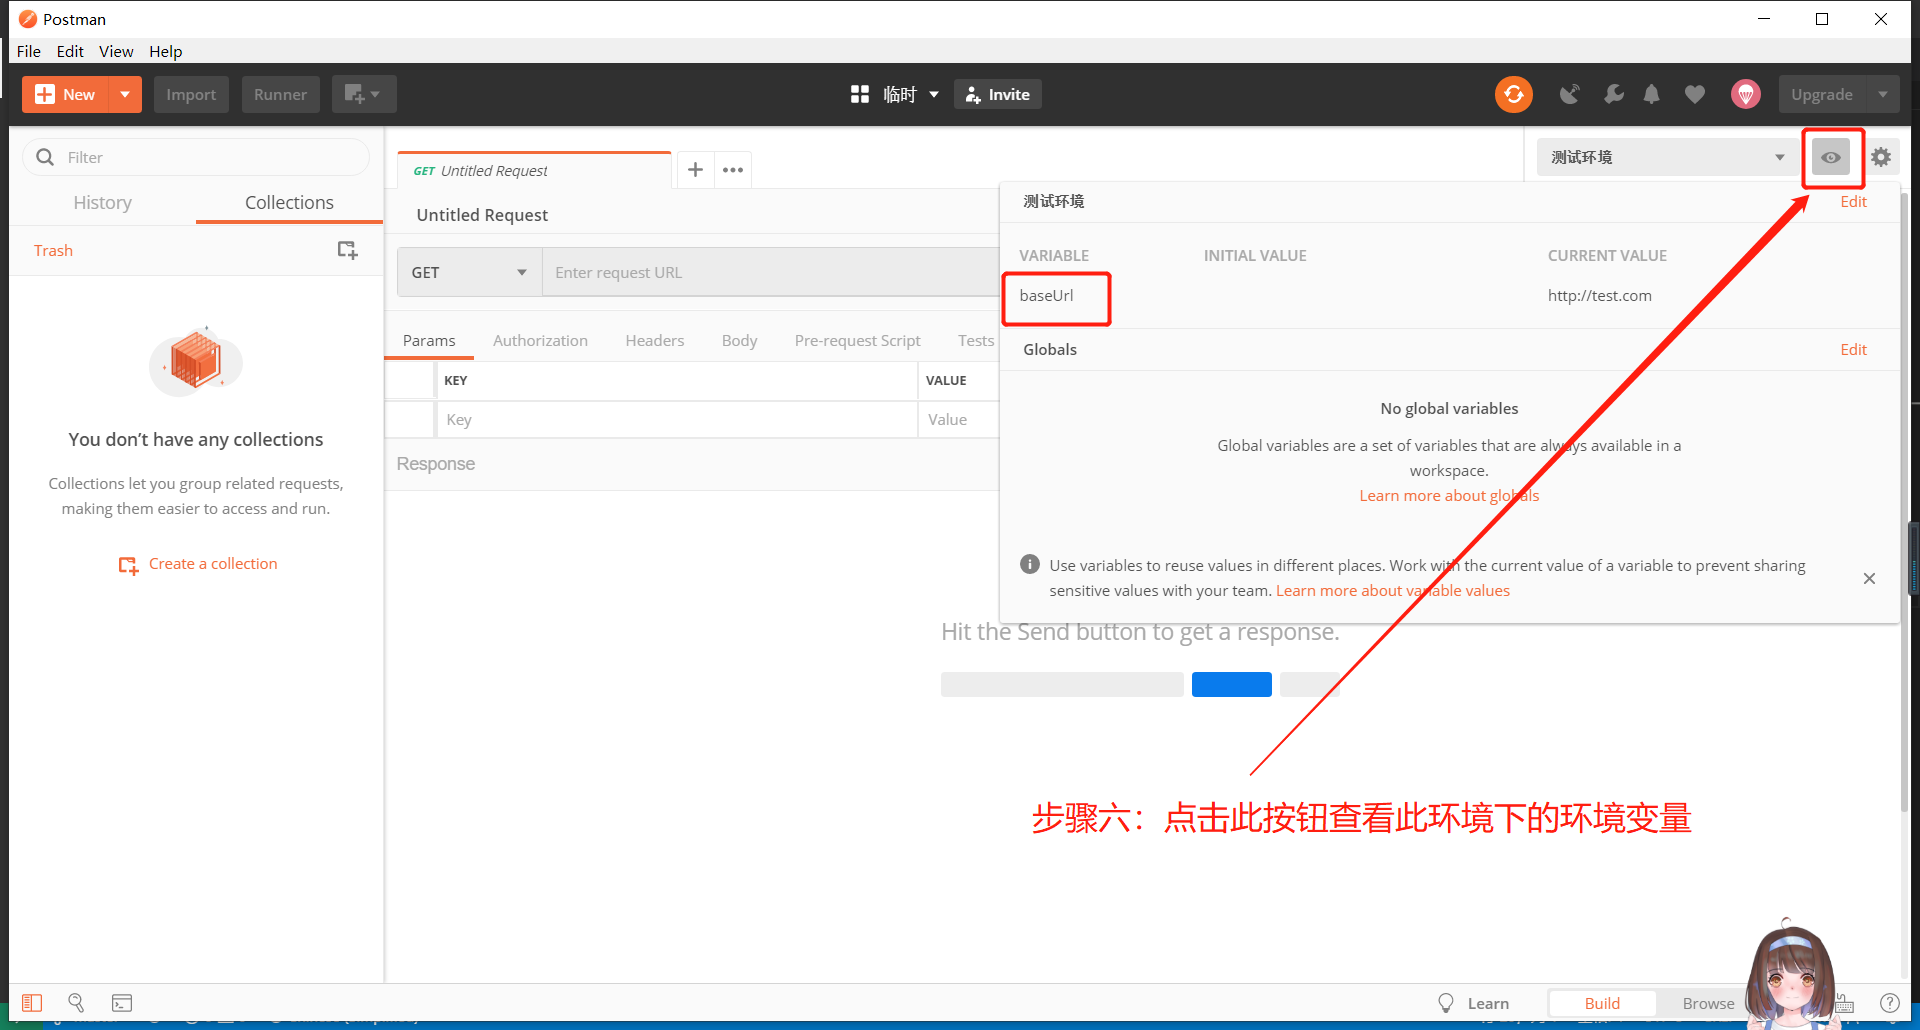 Postman
File Edit View Help
New Import Runner 临时 Invite Upgrade
Filter
History Collections
Trash
You don’t have any collections
Collections let you group related requests,
making them easier to access and run.
Create a collection
GET Untitled Request
Untitled Request
GET Enter request URL
Params Authorization Headers Body Pre-request Script Tests
KEY VALUE
Key Value
Response
Hit the Send button to get a response.
测试环境
测试环境 Edit
VARIABLE INITIAL VALUE CURRENT VALUE
baseUrl http://test.com
Globals Edit
No global variables
Global variables are a set of variables that are always available in a
workspace.
Learn more about globals
Use variables to reuse values in different places. Work with the current value of a variable to prevent sharing
sensitive values with your team. Learn more about variable values
步骤六：点击此按钮查看此环境下的环境变量
Learn Build Browse